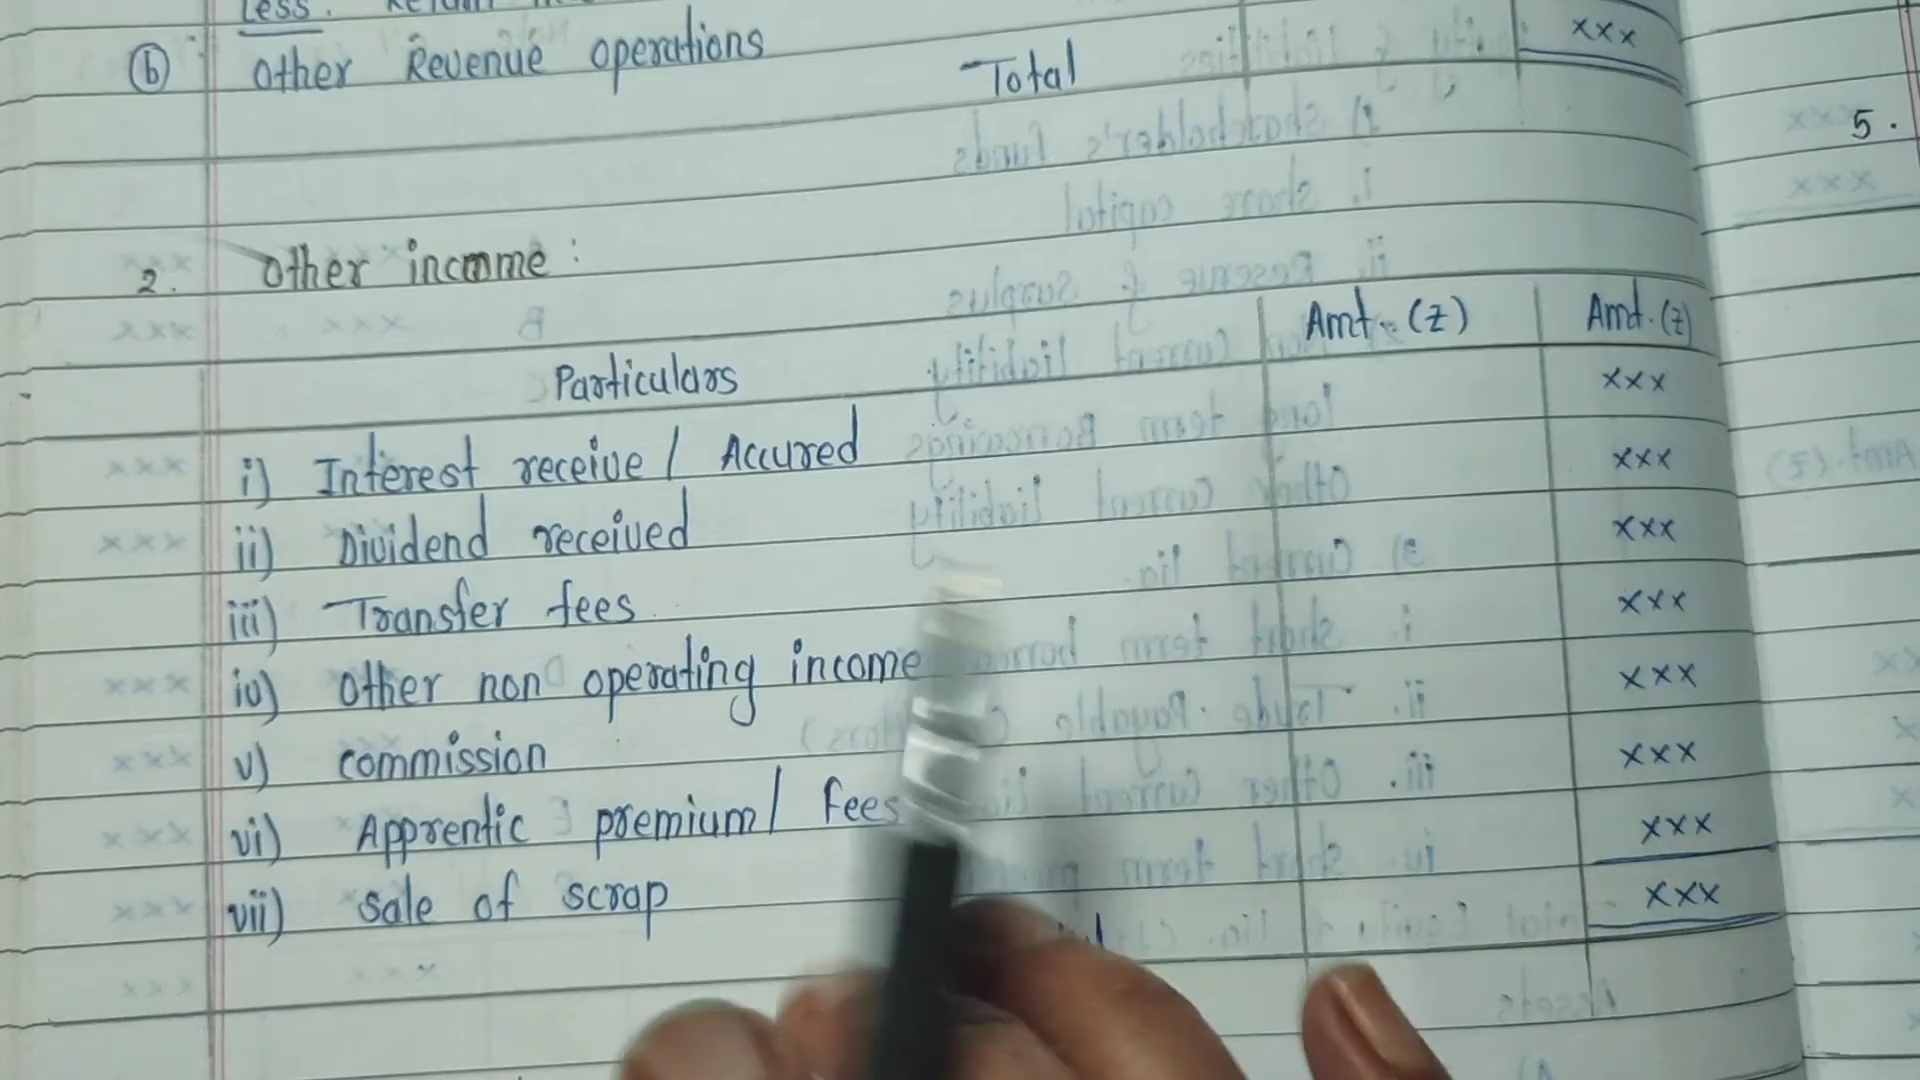 Less:
ⓑ Other Revenue operations
Total xxx
5.
2. Other income:
Particulars Amt.(₹) Amt.(₹)
i) Interest receive / Accured xxx
ii) Dividend received xxx
iii) Transfer fees xxx
iv) Other non operating income xxx
v) commission xxx
vi) Apprentic premium / Fees xxx
vii) sale of scrap xxx
xxx